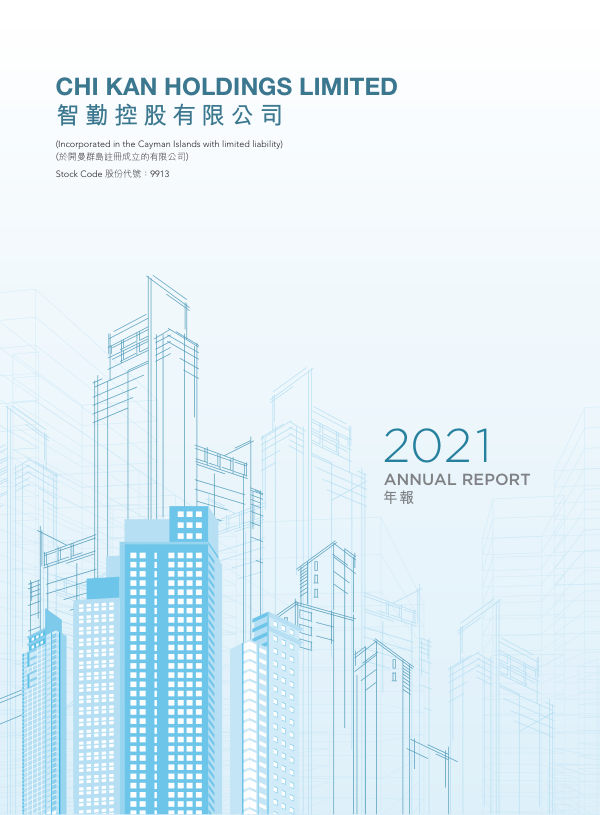 CHI KAN HOLDINGS LIMITED
智勤控股有限公司
(Incorporated in the Cayman Islands with limited liability)
(於開曼群島註冊成立的有限公司)
Stock Code 股份代號：9913
2021
ANNUAL REPORT
年報